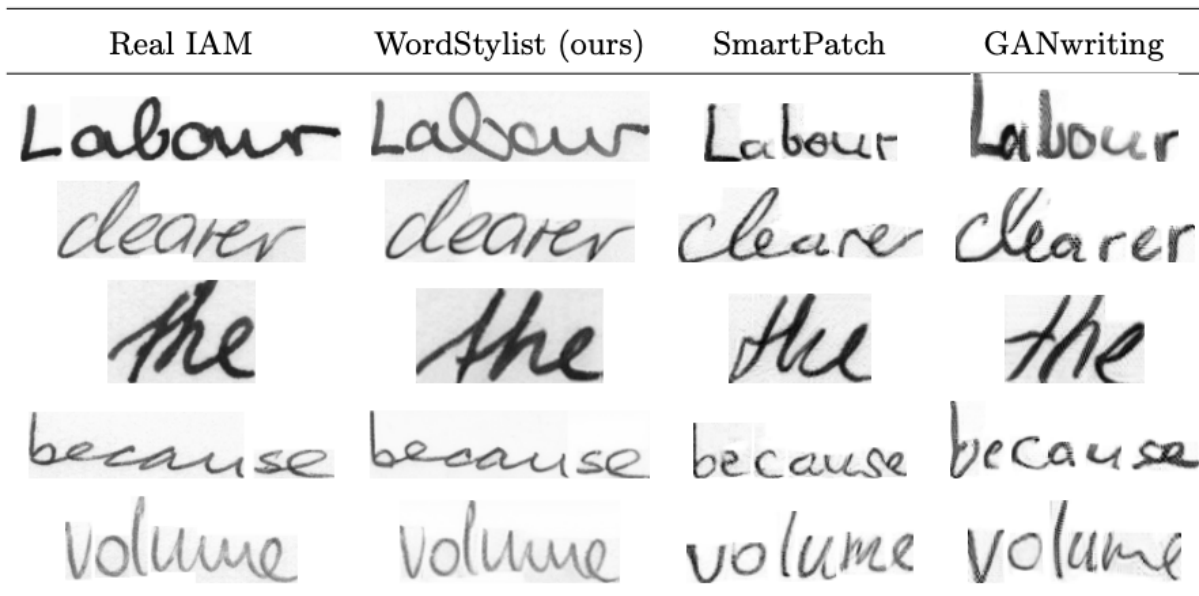 Real IAM WordStylist (ours) SmartPatch GANwriting
Labour Labour Labour Labour
clearer clearer clearer clearer
the the the the
because because because because
volume volume volume volume